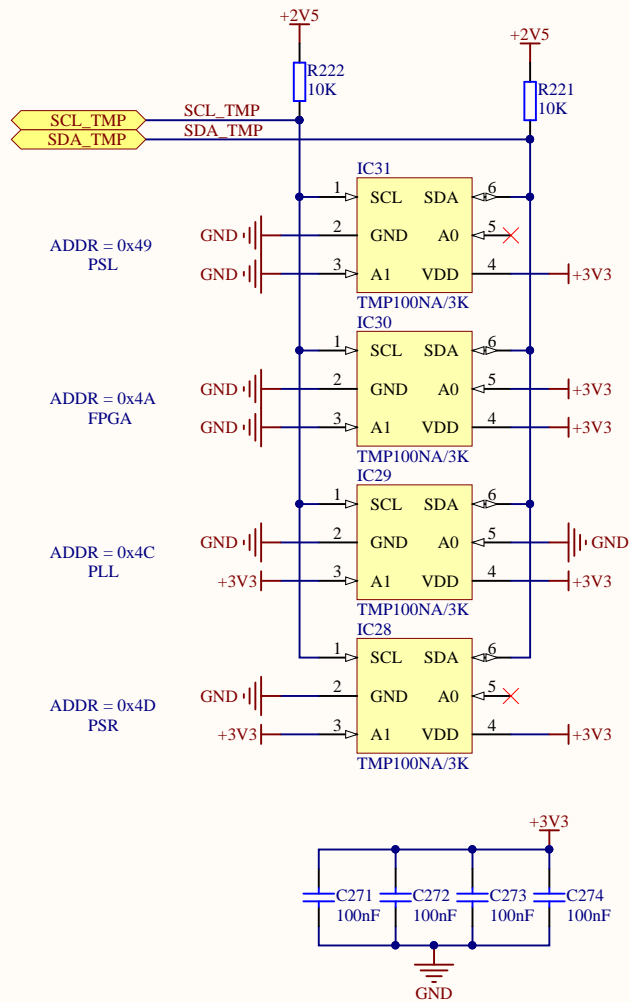 +2V5
+2V5
R222
10K
R221
10K
SCL_TMP
SCL_TMP
SDA_TMP
SDA_TMP
IC31
1 SCL SDA 6
GND 2 GND A0 5
GND 3 A1 VDD 4 +3V3
TMP100NA/3K
ADDR = 0x49
PSL
IC30
1 SCL SDA 6
GND 2 GND A0 5 +3V3
GND 3 A1 VDD 4 +3V3
TMP100NA/3K
ADDR = 0x4A
FPGA
IC29
1 SCL SDA 6
GND 2 GND A0 5 GND
+3V3 3 A1 VDD 4 +3V3
TMP100NA/3K
ADDR = 0x4C
PLL
IC28
1 SCL SDA 6
GND 2 GND A0 5
+3V3 3 A1 VDD 4 +3V3
TMP100NA/3K
ADDR = 0x4D
PSR
+3V3
C271 C272 C273 C274
100nF 100nF 100nF 100nF
GND